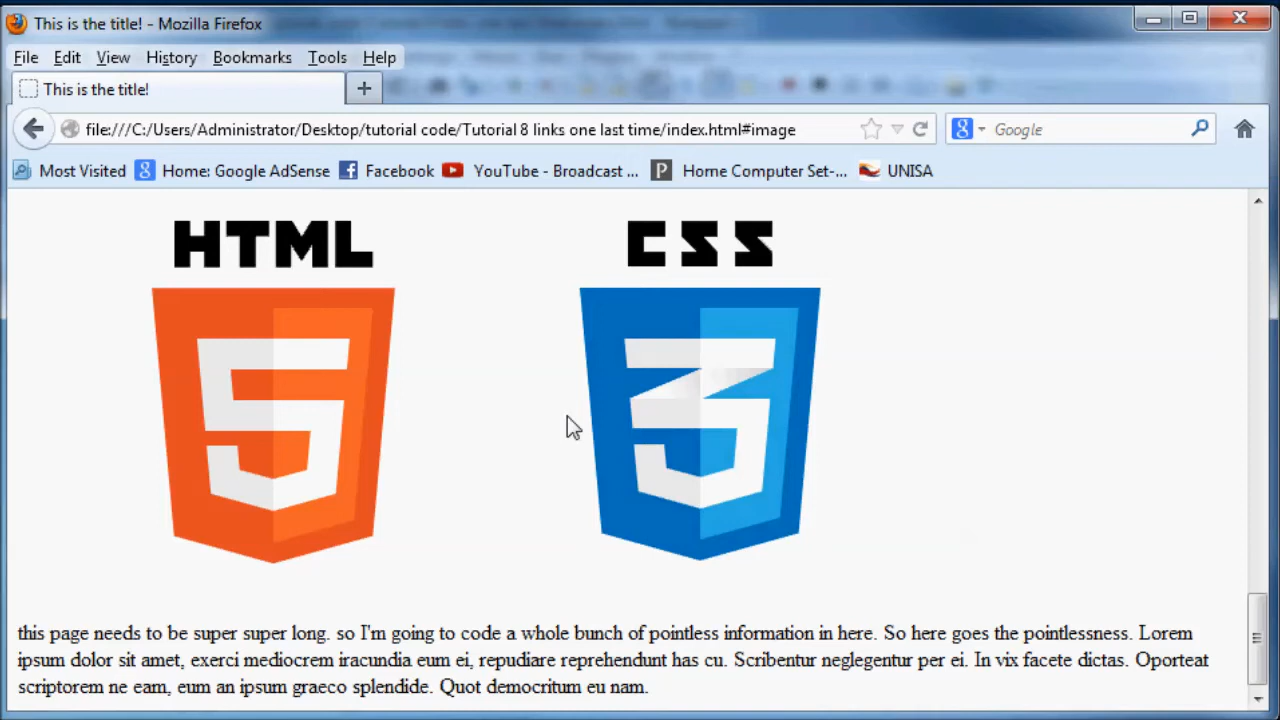 This is the title! - Mozilla Firefox
File Edit View History Bookmarks Tools Help
This is the title!
file:///C:/Users/Administrator/Desktop/tutorial code/Tutorial 8 links one last time/index.html#image
Google
Most Visited Home: Google AdSense Facebook YouTube - Broadcast ... Home Computer Set-... UNISA
HTML CSS
5 3
this page needs to be super super long. so I'm going to code a whole bunch of pointless information in here. So here goes the pointlessness. Lorem
ipsum dolor sit amet, exerci mediocrem iracundia eum ei, repudiare reprehendunt has cu. Scribentur neglegentur per ei. In vix facete dictas. Oporteat
scriptorem ne eam, eum an ipsum graeco splendide. Quot democritum eu nam.